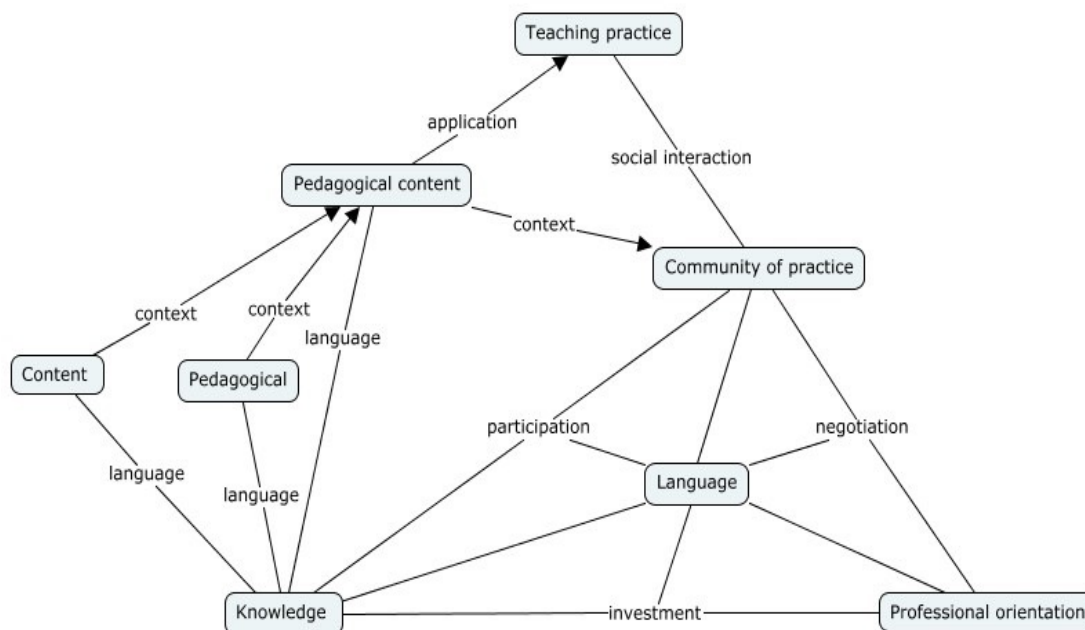 Teaching practice
application
social interaction
Pedagogical content
context
Community of practice
context
context
language
Content
Pedagogical
participation
negotiation
language
Language
language
Knowledge
investment
Professional orientation